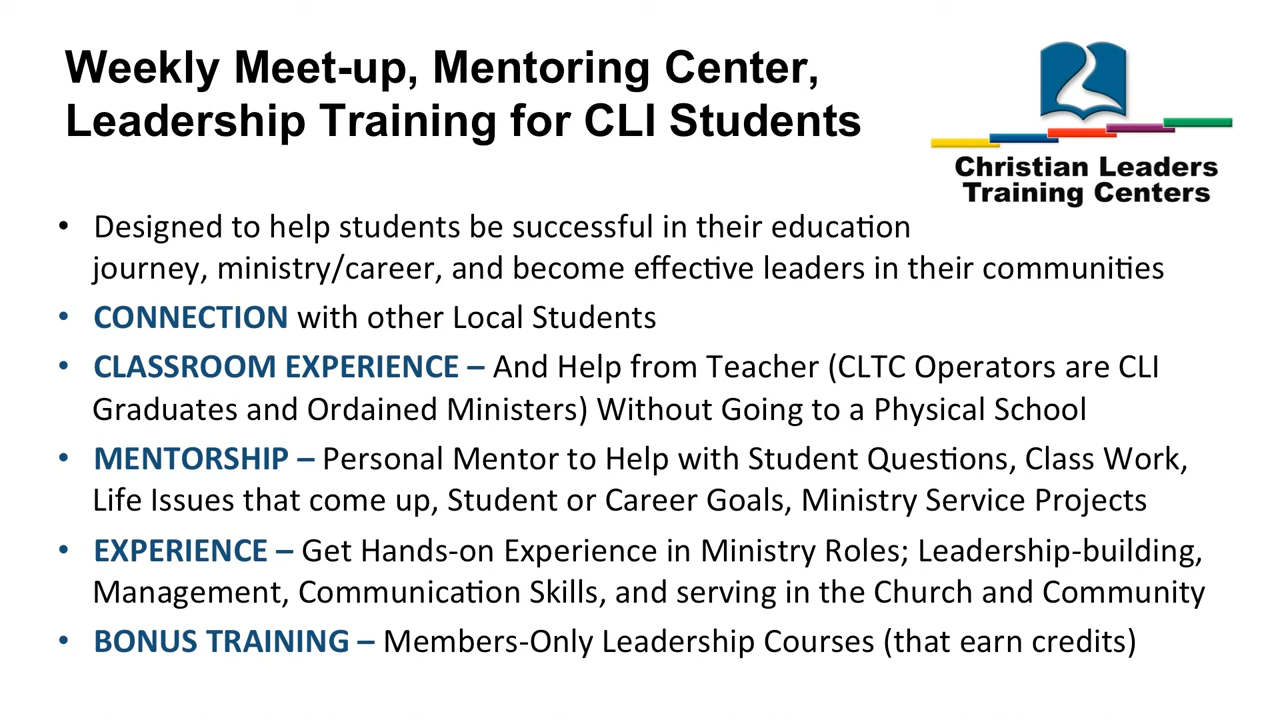 Weekly Meet-up, Mentoring Center,
Leadership Training for CLI Students
Christian Leaders
Training Centers
• Designed to help students be successful in their education
journey, ministry/career, and become effective leaders in their communities
• CONNECTION with other Local Students
• CLASSROOM EXPERIENCE – And Help from Teacher (CLTC Operators are CLI
Graduates and Ordained Ministers) Without Going to a Physical School
• MENTORSHIP – Personal Mentor to Help with Student Questions, Class Work,
Life Issues that come up, Student or Career Goals, Ministry Service Projects
• EXPERIENCE – Get Hands-on Experience in Ministry Roles; Leadership-building,
Management, Communication Skills, and serving in the Church and Community
• BONUS TRAINING – Members-Only Leadership Courses (that earn credits)